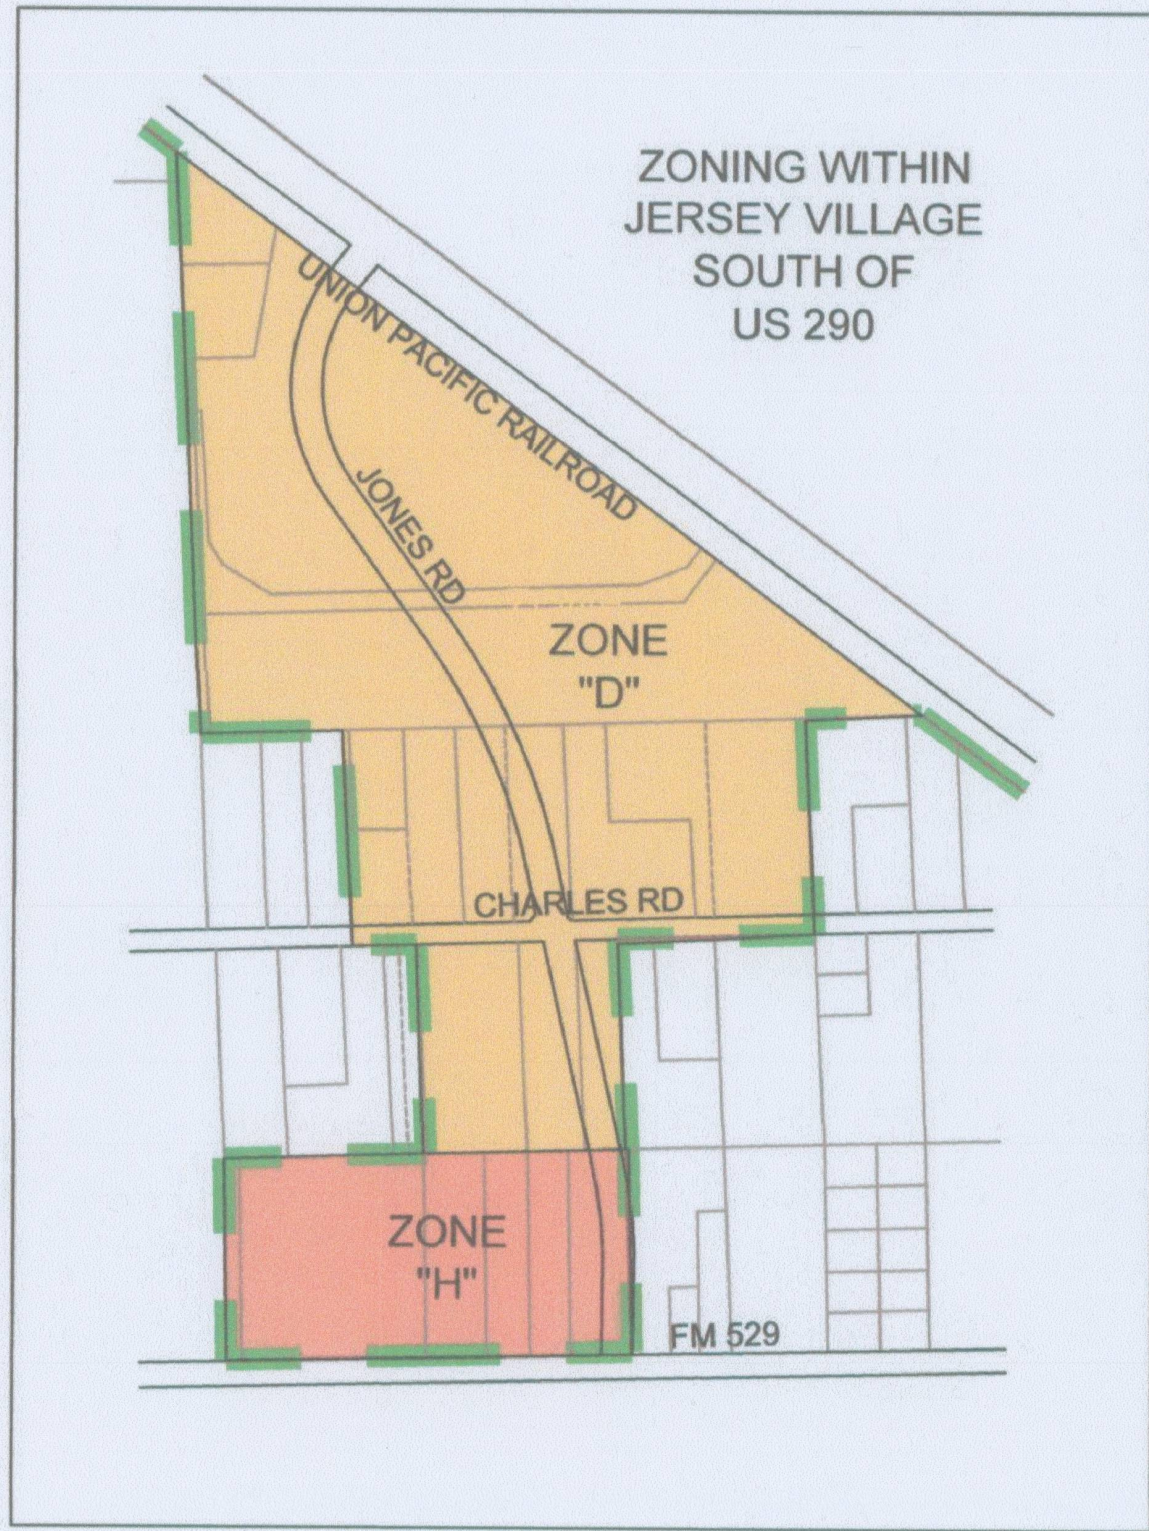 ZONING WITHIN
JERSEY VILLAGE
SOUTH OF
US 290
UNION PACIFIC RAILROAD
JONES RD
ZONE
"D"
CHARLES RD
ZONE
"H"
FM 529